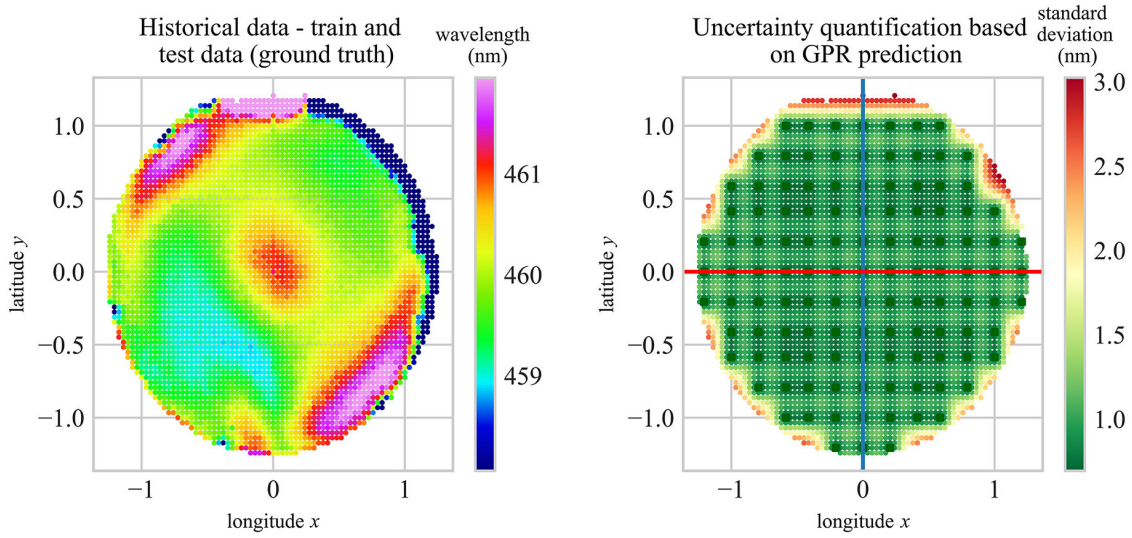 Historical data - train and
test data (ground truth)
wavelength
(nm)
1.0
0.5
0.0
−0.5
−1.0
latitude y
−1
0
1
longitude x
461
460
459
Uncertainty quantification based
on GPR prediction
standard
deviation
(nm)
1.0
0.5
0.0
−0.5
−1.0
latitude y
−1
0
1
longitude x
3.0
2.5
2.0
1.5
1.0